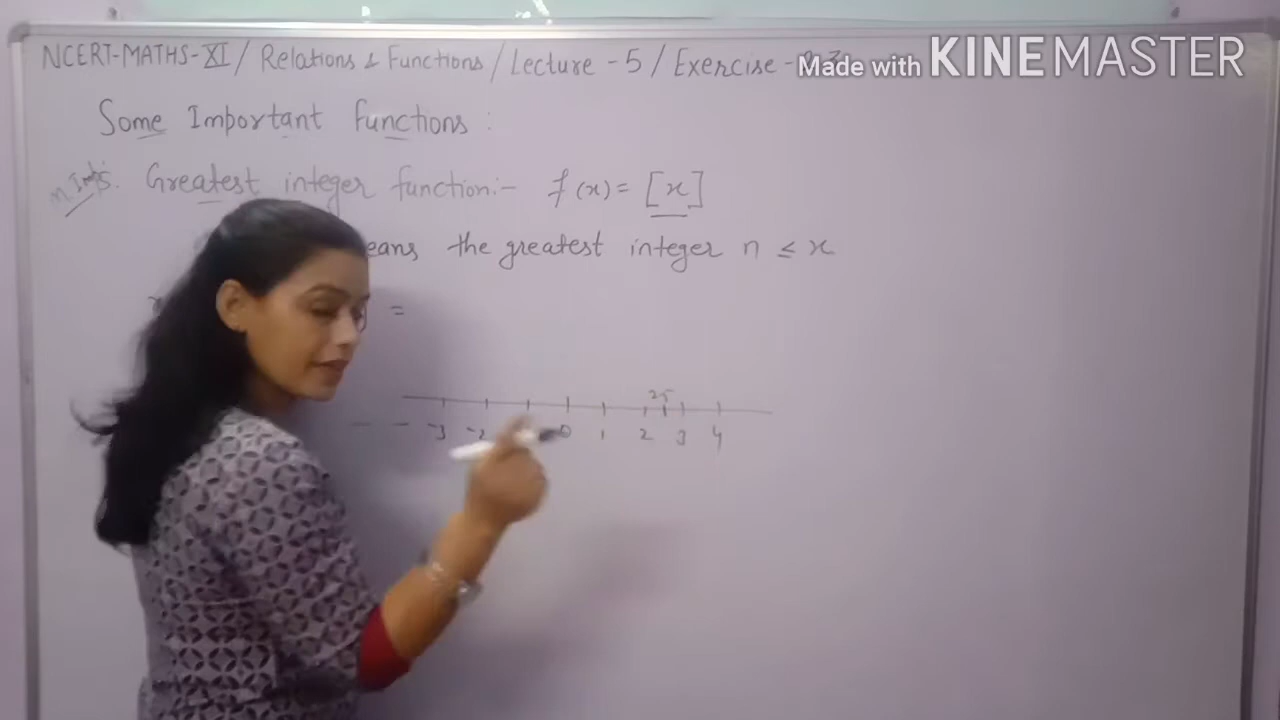 NCERT-MATHS-XI / Relations & Functions / Lecture - 5 / Exercise -
Made with KINEMASTER
Some Important Functions :
Greatest integer function:- f(x) = [x]
the greatest integer n ≤ x
=
2.5
-3 -2 0 1 2 3 4